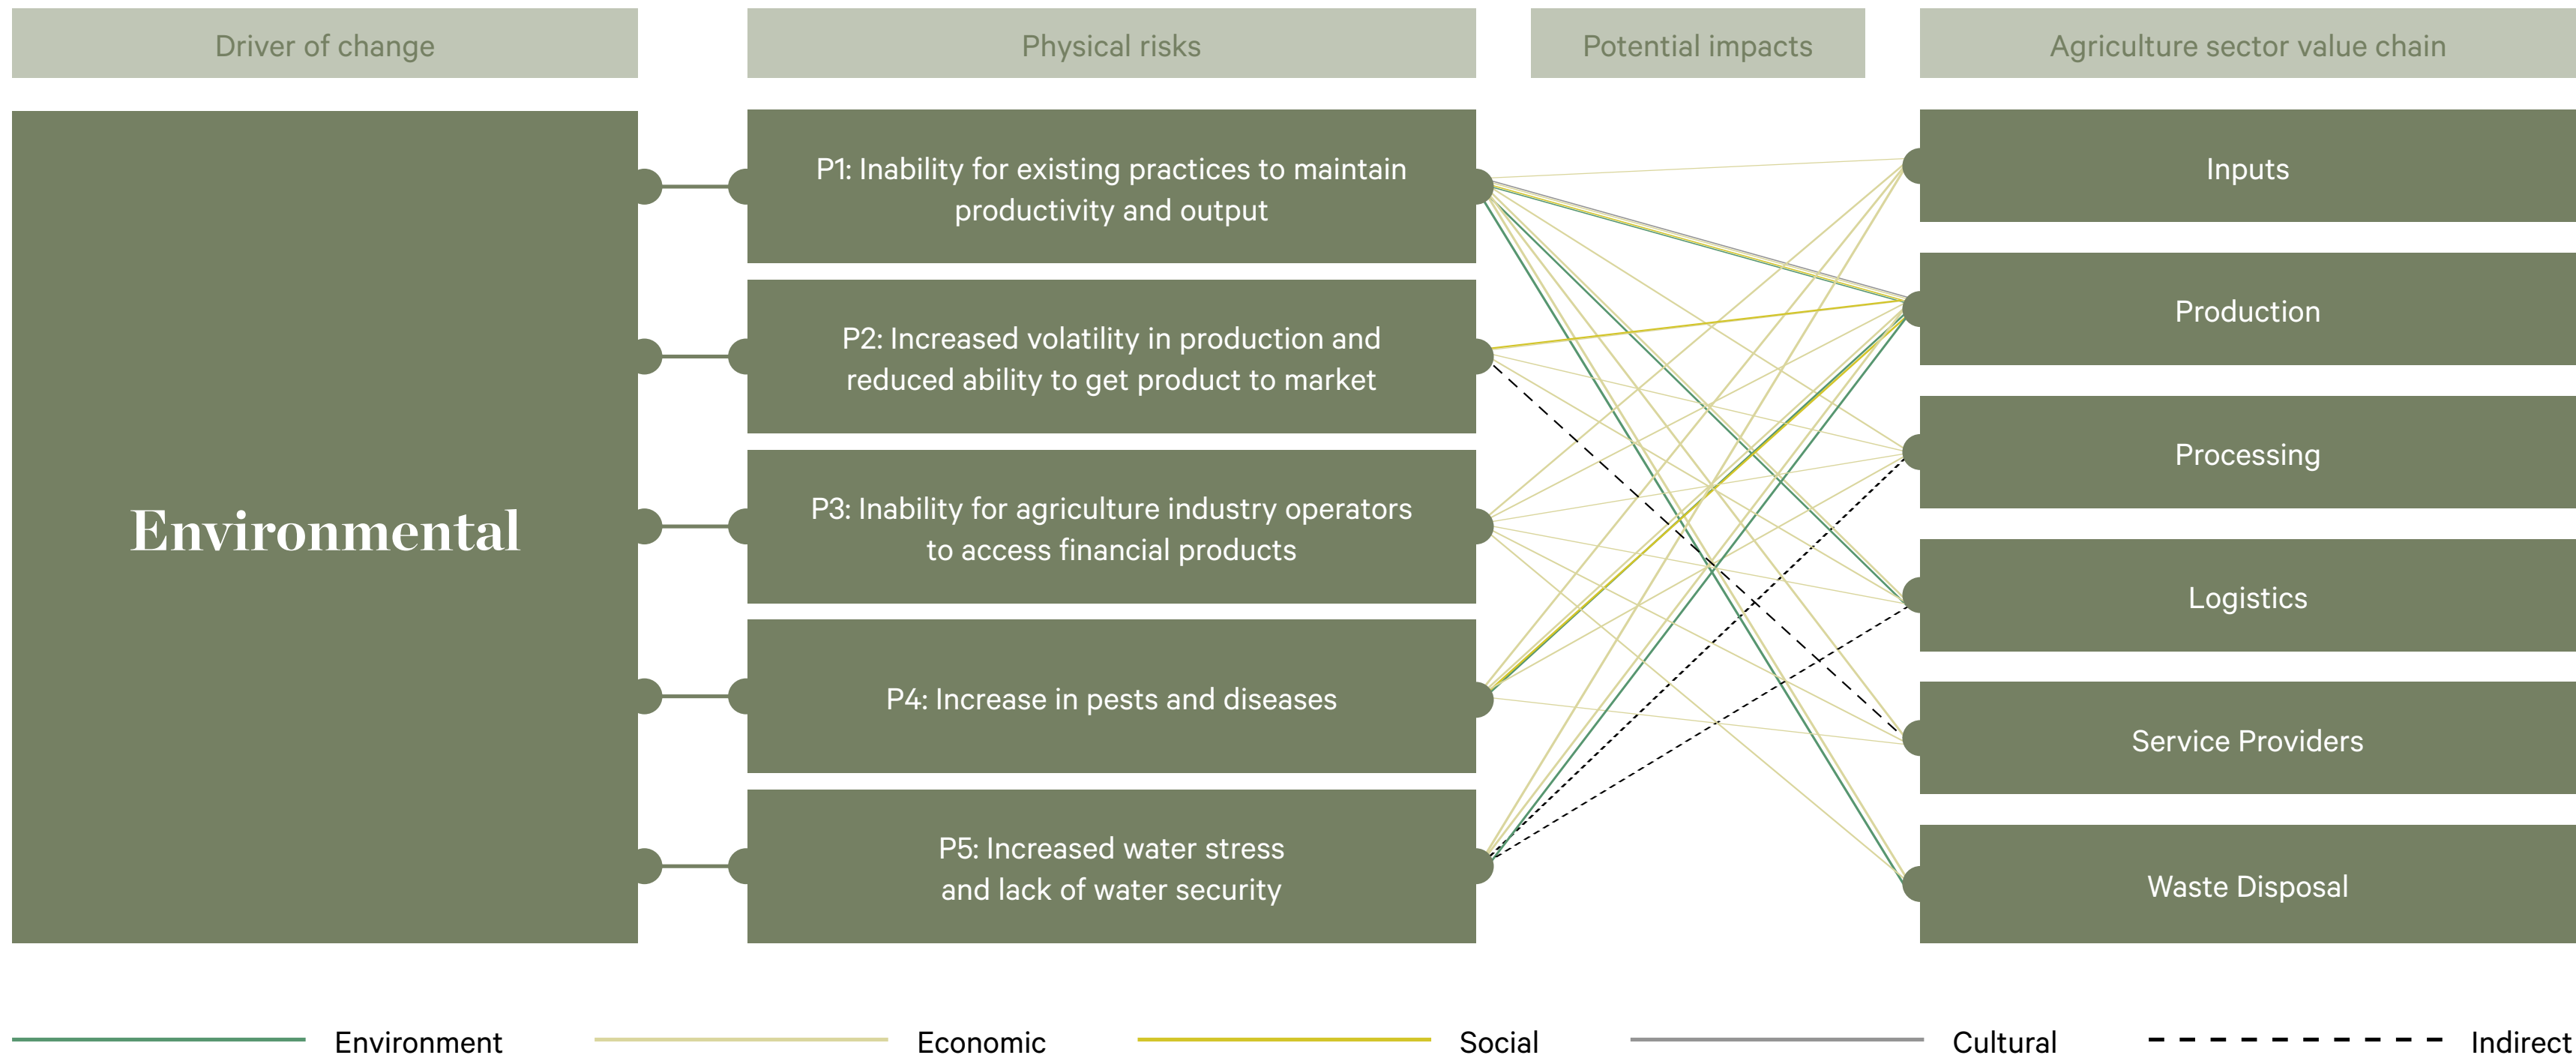 Driver of change
Physical risks
Potential impacts
Agriculture sector value chain
Environmental
P1: Inability for existing practices to maintain
productivity and output
P2: Increased volatility in production and
reduced ability to get product to market
P3: Inability for agriculture industry operators
to access financial products
P4: Increase in pests and diseases
P5: Increased water stress
and lack of water security
Inputs
Production
Processing
Logistics
Service Providers
Waste Disposal
Environment
Economic
Social
Cultural
Indirect